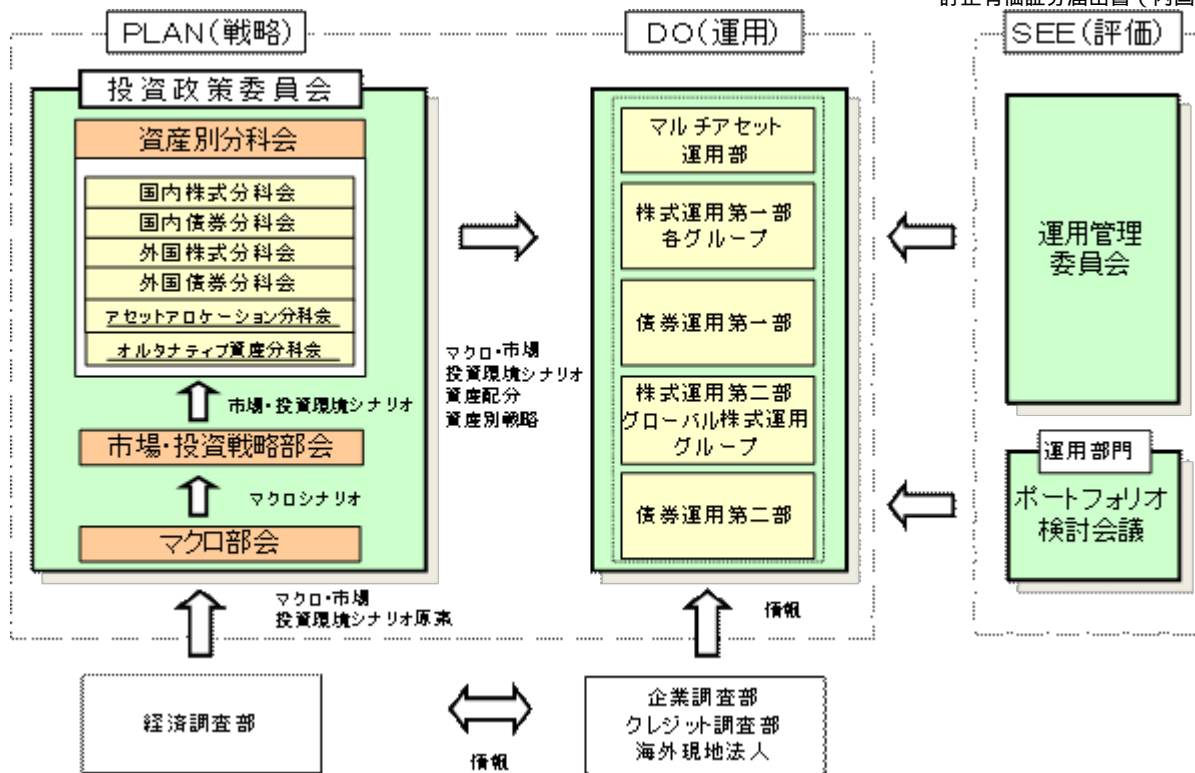 訂正有価証券届出書(内国
PLAN(戦略)
投資政策委員会
資産別分科会
国内株式分科会
国内債券分科会
外国株式分科会
外国債券分科会
アセットアロケーション分科会
オルタナティブ資産分科会
市場・投資環境シナリオ
市場・投資戦略部会
マクロシナリオ
マクロ部会
マクロ・市場
投資環境シナリオ原案
マクロ・市場
投資環境シナリオ
資産配分
資産別戦略
DO(運用)
マルチアセット
運用部
株式運用第一部
各グループ
債券運用第一部
株式運用第二部
グローバル株式運用
グループ
債券運用第二部
情報
SEE(評価)
運用管理
委員会
運用部門
ポートフォリオ
検討会議
経済調査部
情報
企業調査部
クレジット調査部
海外現地法人